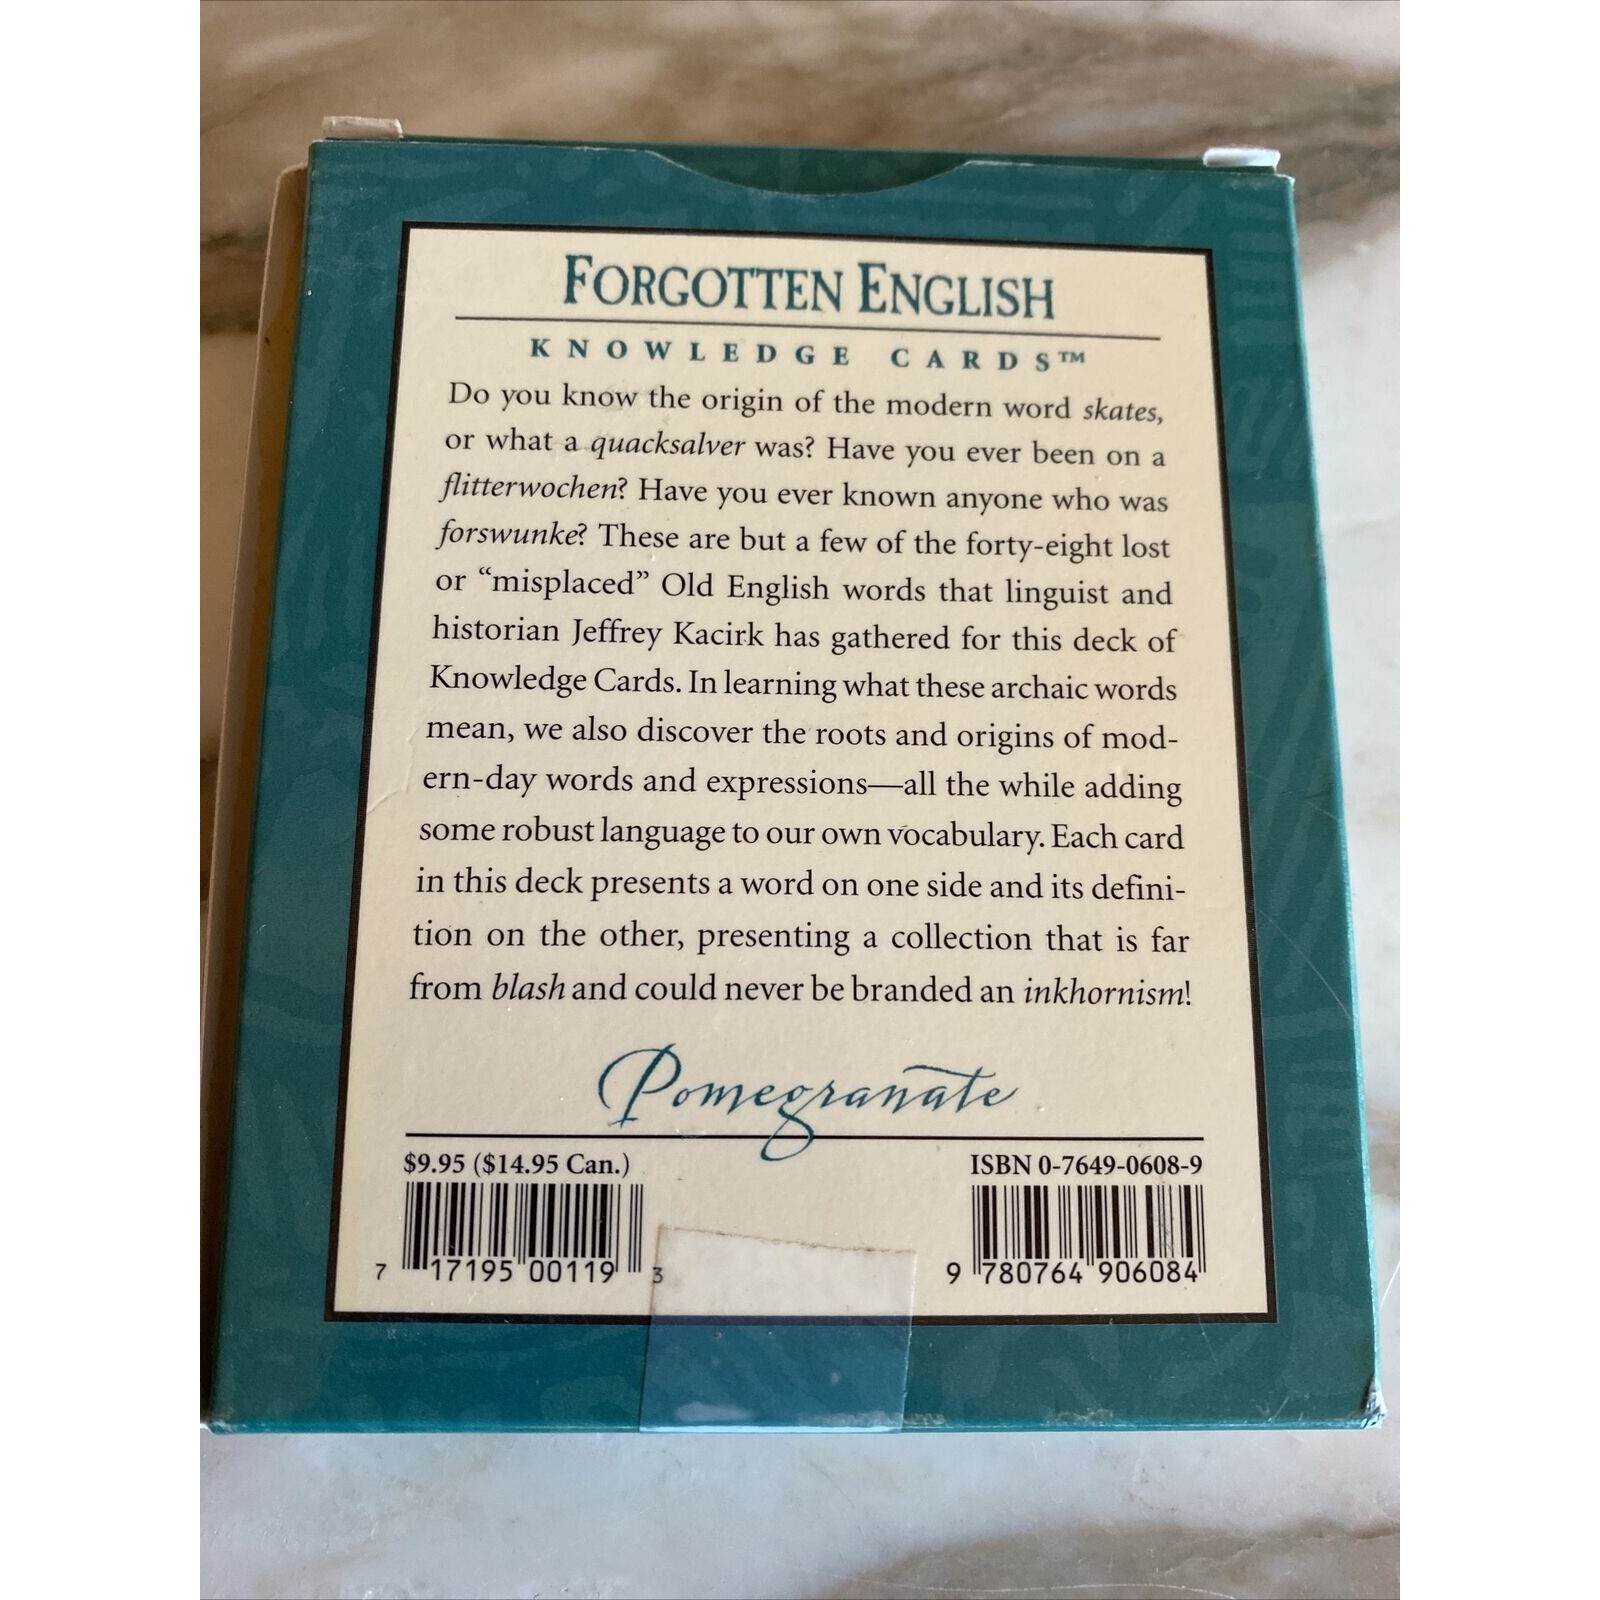 FORGOTTEN ENGLISH
KNOWLEDGE CARDS™
Do you know the origin of the modern word skates,
or what a quacksalver was? Have you ever been on a
flitterwochen? Have you ever known anyone who was
forswunke? These are but a few of the forty-eight lost
or “misplaced” Old English words that linguist and
historian Jeffrey Kacirk has gathered for this deck of
Knowledge Cards. In learning what these archaic words
mean, we also discover the roots and origins of mod-
ern-day words and expressions—all the while adding
some robust language to our own vocabulary. Each card
in this deck presents a word on one side and its defini-
tion on the other, presenting a collection that is far
from blash and could never be branded an inkhornism!
Pomegranate
$9.95 ($14.95 Can.)
ISBN 0-7649-0608-9
7 17195 00119 3
9 780764 906084